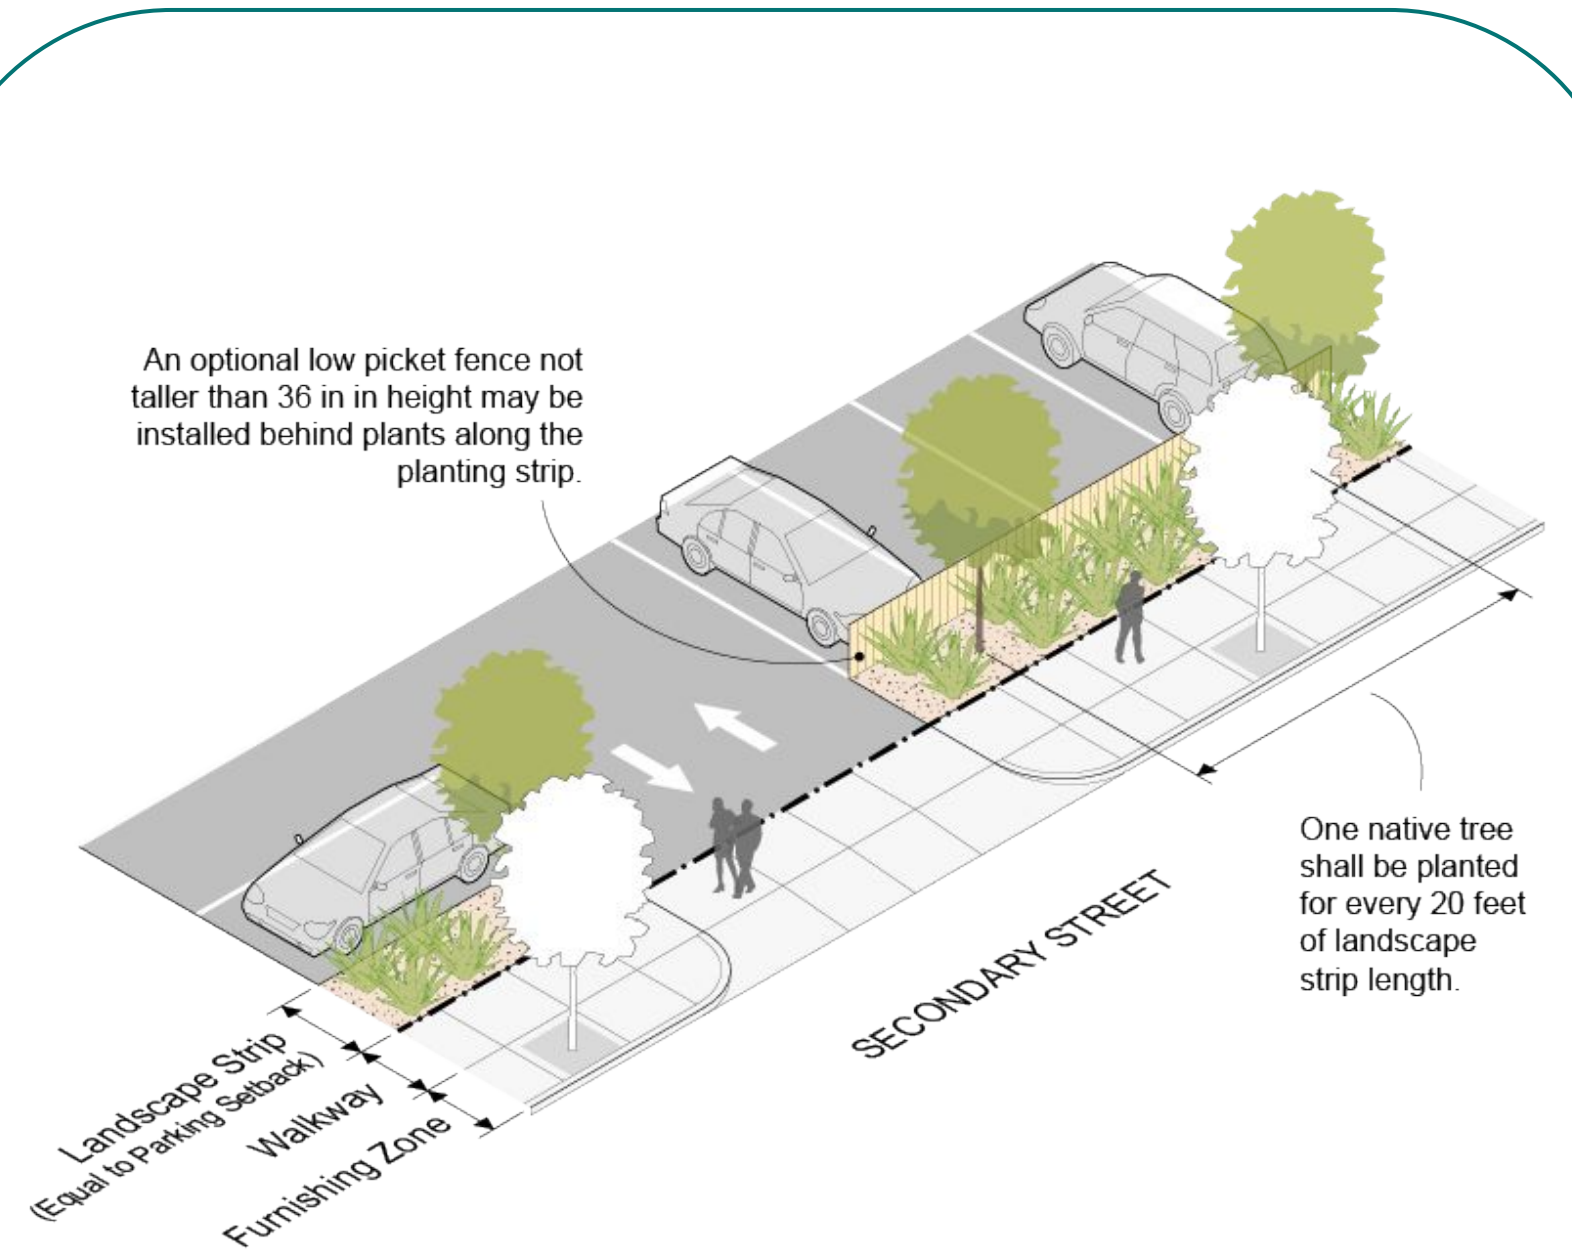 An optional low picket fence not
taller than 36 in in height may be
installed behind plants along the
planting strip.
One native tree
shall be planted
for every 20 feet
of landscape
strip length.
SECONDARY STREET
Landscape Strip
(Equal to Parking Setback)
Walkway
Furnishing Zone